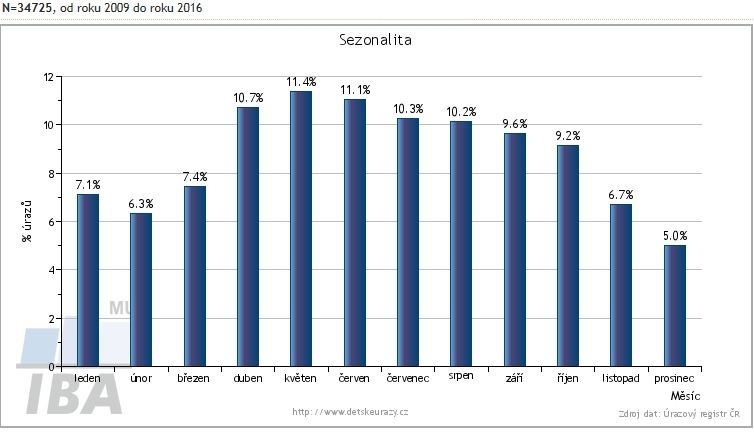 N=34725, od roku 2009 do roku 2016
Sezonalita
% úrazů
12
10
8
6
4
2
0
7.1%
6.3%
7.4%
10.7%
11.4%
11.1%
10.3%
10.2%
9.6%
9.2%
6.7%
5.0%
leden únor březen duben květen červen červenec srpen září říjen listopad prosinec
Měsíc
MU
IBA
http://www.detskeurazy.cz
Zdroj dat: Úrazový registr ČR